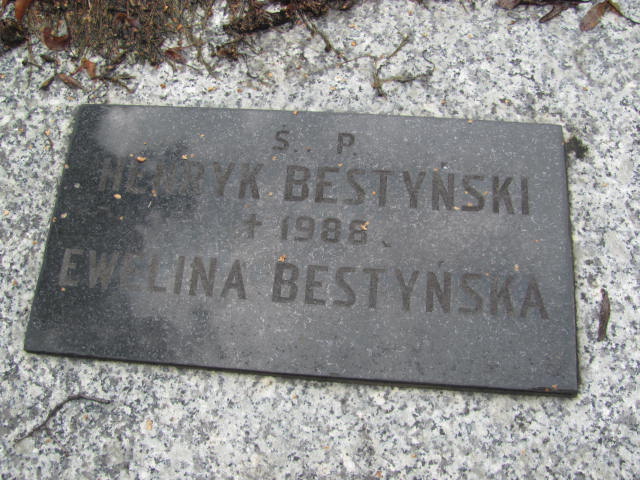 Ś. P.
HENRYK BESTYŃSKI
† 1988
EWELINA BESTYŃSKA